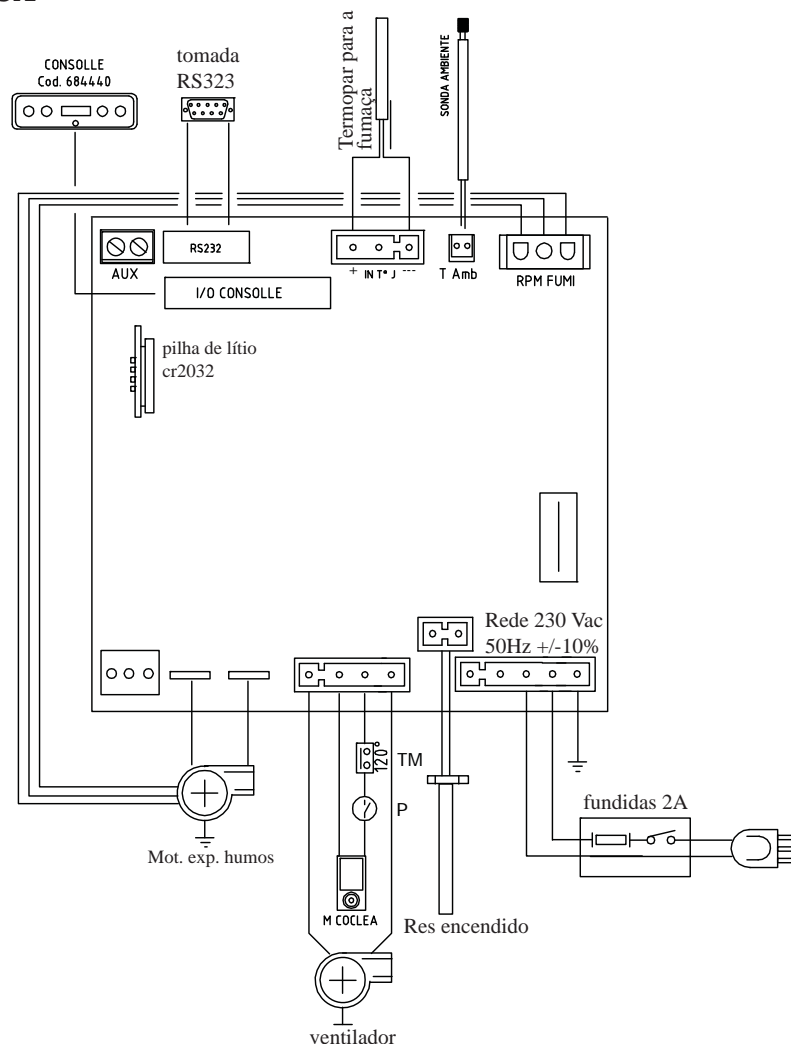 CONSOLLE
Cod. 684440
tomada
RS323
Termopar para a
fumaça
SONDA AMBIENTE
AUX
RS232
+ IN Tª J ---
T Amb
RPM FUMI
I/O CONSOLLE
pilha de lítio
cr2032
Rede 230 Vac
50Hz +/-10%
120°
TM
P
fundidas 2A
Mot. exp. humos
M COCLEA
Res encendido
ventilador